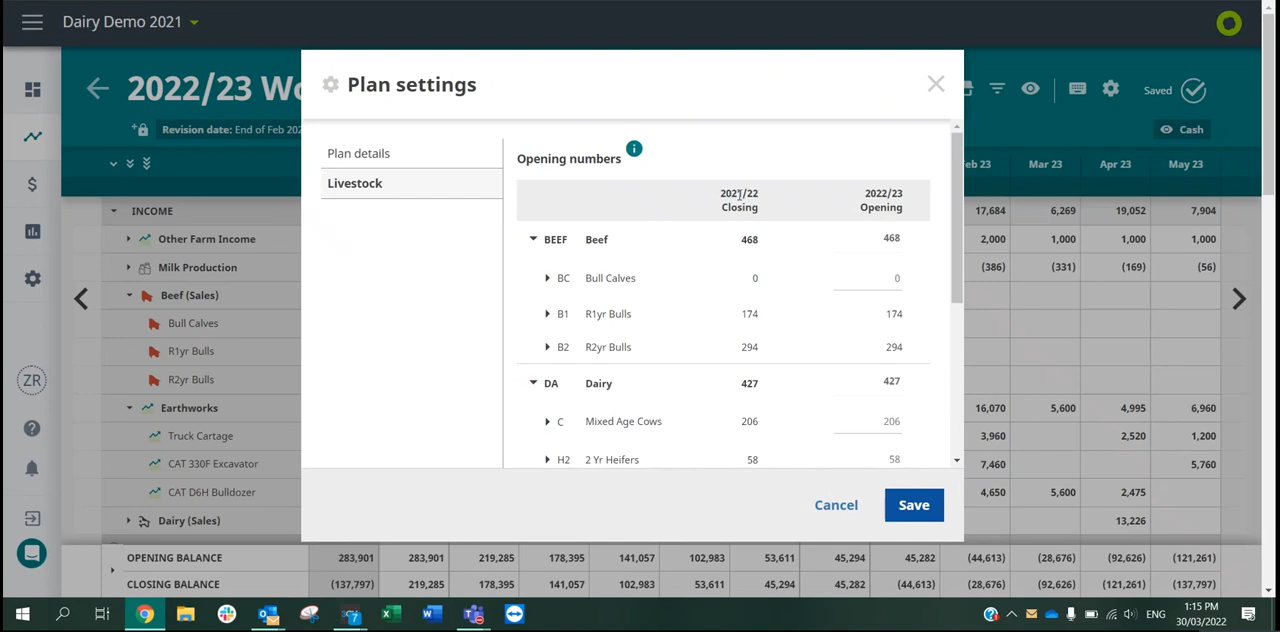 Dairy Demo 2021
2022/23 Wo
Plan settings
Saved
Revision date: End of Feb 202
Cash
Plan details
Livestock
Opening numbers
i
2021/22
Closing
2022/23
Opening
eb 23 Mar 23 Apr 23 May 23
INCOME 17,684 6,269 19,052 7,904
Other Farm Income 2,000 1,000 1,000 1,000
Milk Production (386) (331) (169) (56)
Beef (Sales)
Bull Calves
R1yr Bulls
R2yr Bulls
Earthworks 16,070 5,600 4,995 6,960
Truck Cartage 3,960 2,520 1,200
CAT 330F Excavator 7,460 5,760
CAT D6H Bulldozer 4,650 5,600 2,475
Dairy (Sales) 13,226
BEEF Beef 468 468
BC Bull Calves 0 0
B1 R1yr Bulls 174 174
B2 R2yr Bulls 294 294
DA Dairy 427 427
C Mixed Age Cows 206 206
H2 2 Yr Heifers 58 58
Cancel
Save
ZR
OPENING BALANCE 283,901 283,901 219,285 178,395 141,057 102,983 53,611 45,294 45,282 (44,613) (28,676) (92,626) (121,261)
CLOSING BALANCE (137,797) 219,285 178,395 141,057 102,983 53,611 45,294 45,282 (44,613) (28,676) (92,626) (121,261) (137,797)
ENG
1:15 PM
30/03/2022